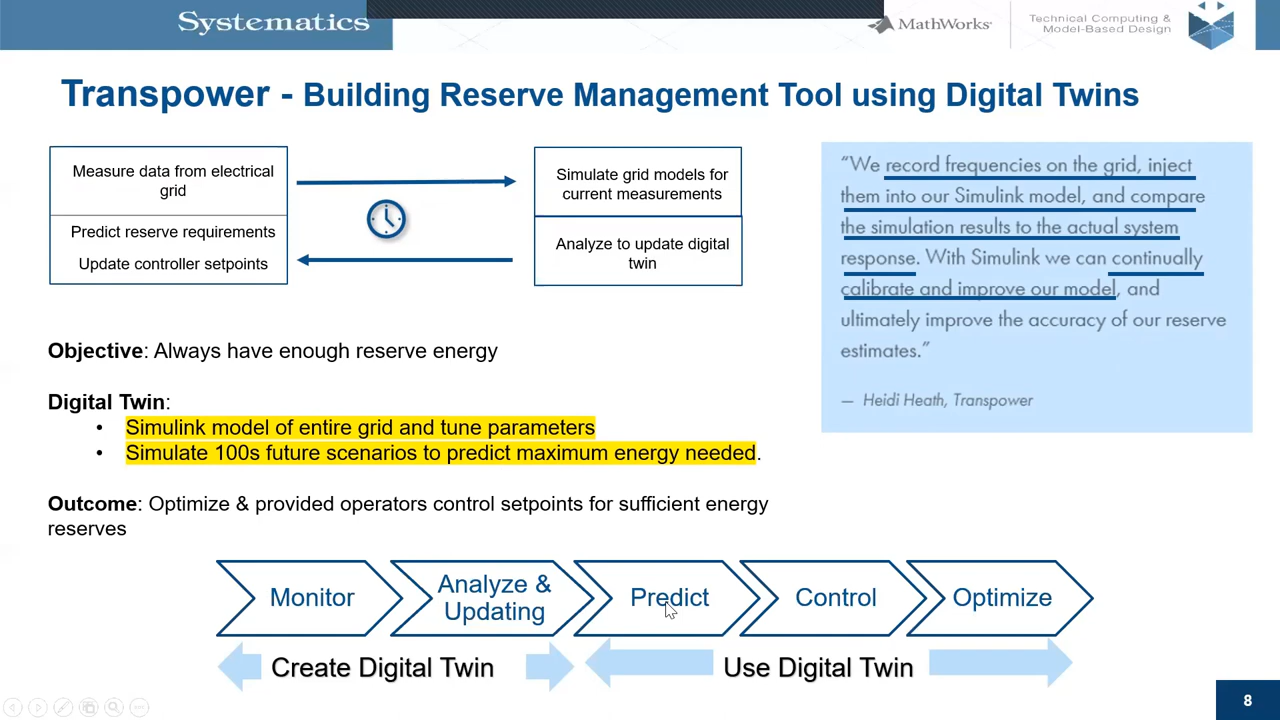 Systematics
MathWorks
Technical Computing &
Model-Based Design
Transpower - Building Reserve Management Tool using Digital Twins
Measure data from electrical
grid
Predict reserve requirements
Update controller setpoints
Simulate grid models for
current measurements
Analyze to update digital
twin
“We record frequencies on the grid, inject
them into our Simulink model, and compare
the simulation results to the actual system
response. With Simulink we can continually
calibrate and improve our model, and
ultimately improve the accuracy of our reserve
estimates.”
— Heidi Heath, Transpower
Objective: Always have enough reserve energy
Digital Twin:
• Simulink model of entire grid and tune parameters
• Simulate 100s future scenarios to predict maximum energy needed.
Outcome: Optimize & provided operators control setpoints for sufficient energy
reserves
Monitor
Analyze &
Updating
Predict
Control
Optimize
Create Digital Twin
Use Digital Twin
8